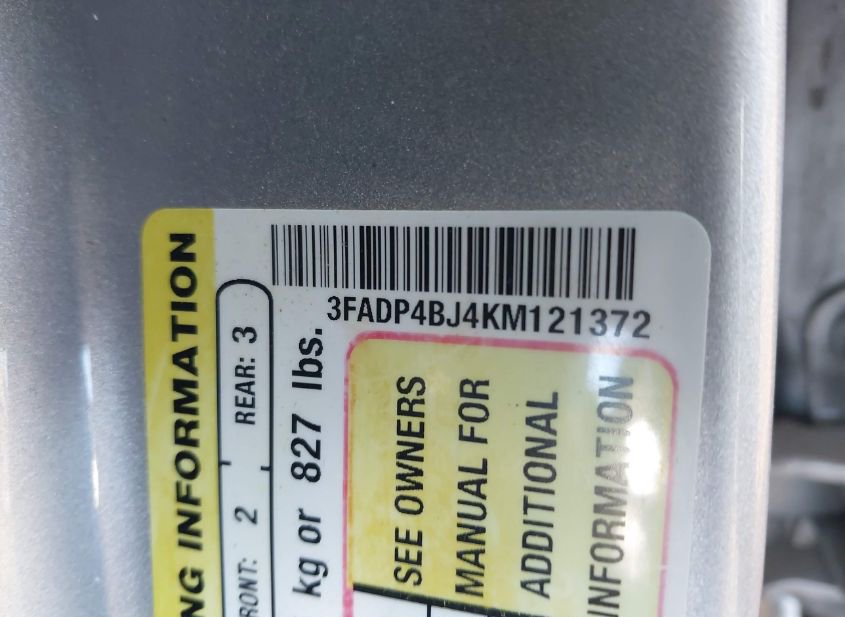 3FADP4BJ4KM121372
NG INFORMATION
RONT: 2 REAR: 3
kg or 827 lbs.
SEE OWNERS
MANUAL FOR
ADDITIONAL
INFORMATION